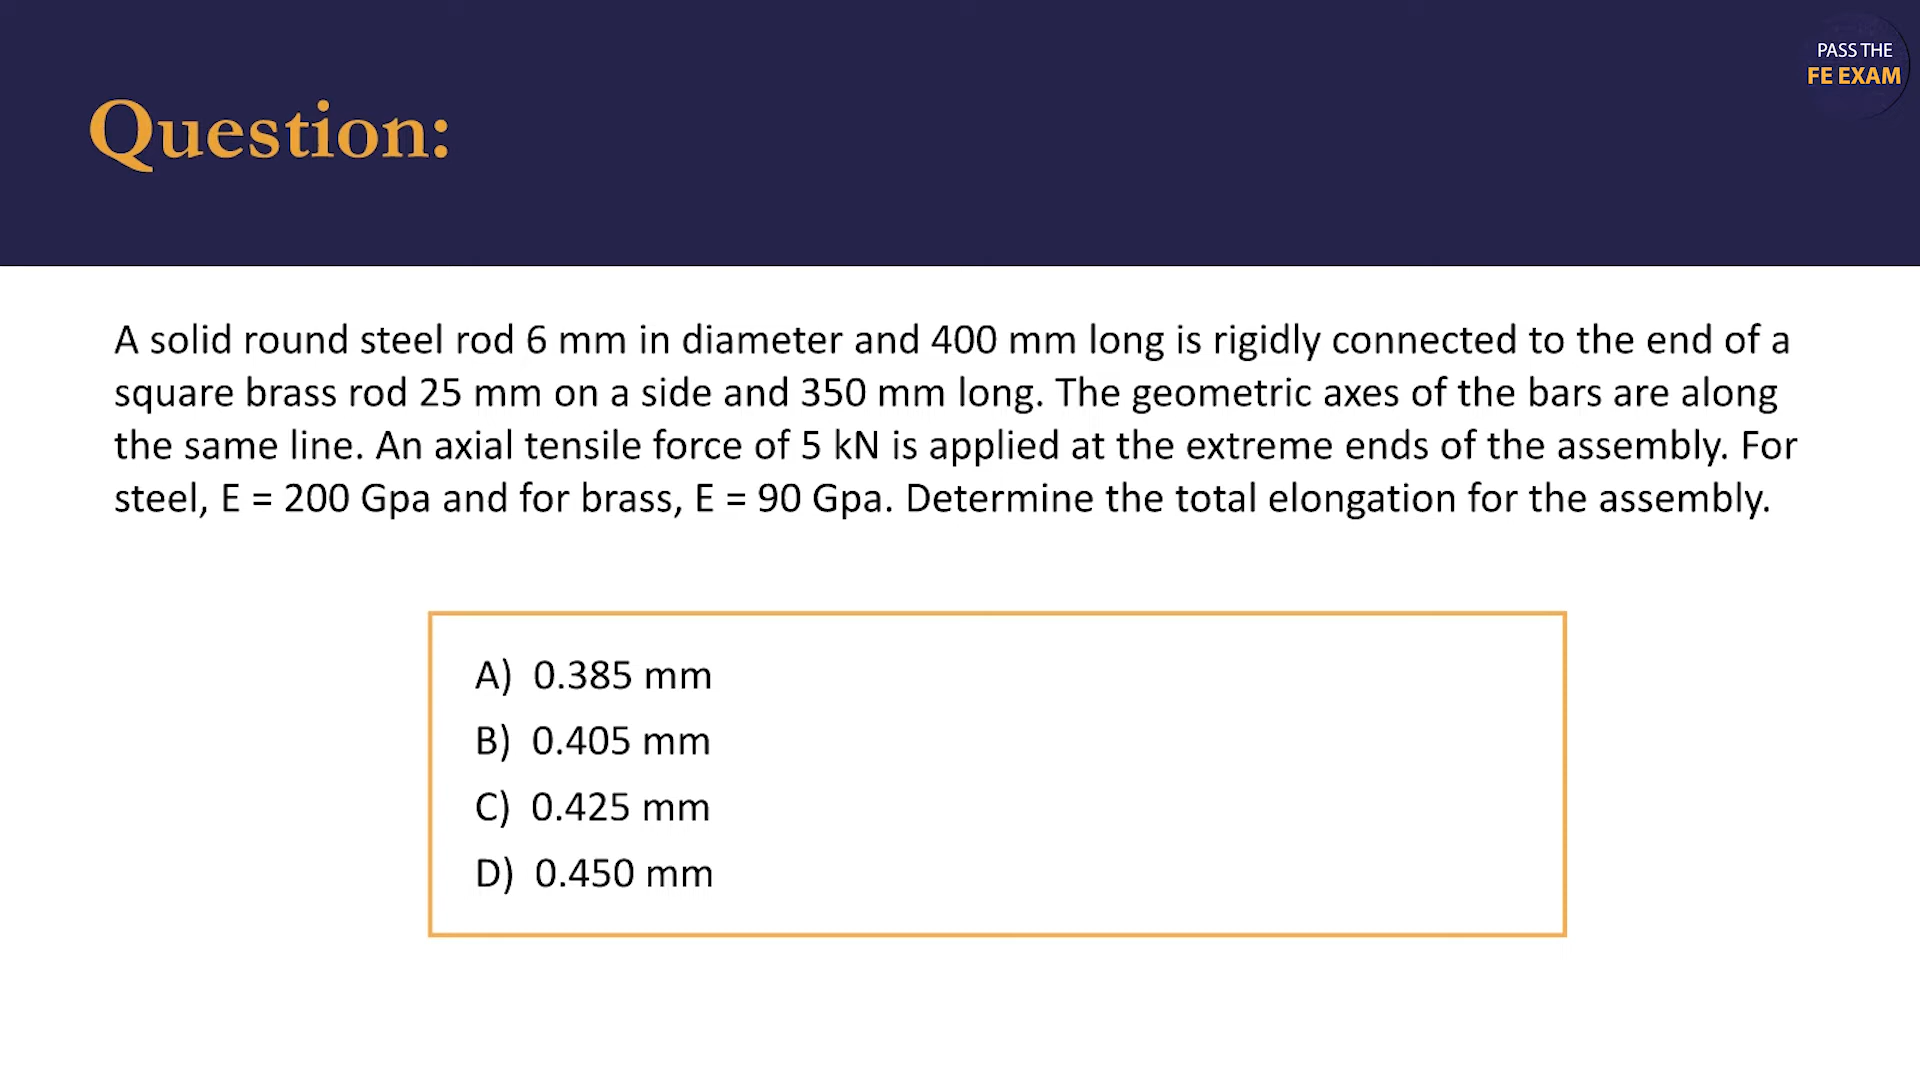 PASS THE
FE EXAM
Question:
A solid round steel rod 6 mm in diameter and 400 mm long is rigidly connected to the end of a
square brass rod 25 mm on a side and 350 mm long. The geometric axes of the bars are along
the same line. An axial tensile force of 5 kN is applied at the extreme ends of the assembly. For
steel, E = 200 Gpa and for brass, E = 90 Gpa. Determine the total elongation for the assembly.
A) 0.385 mm
B) 0.405 mm
C) 0.425 mm
D) 0.450 mm